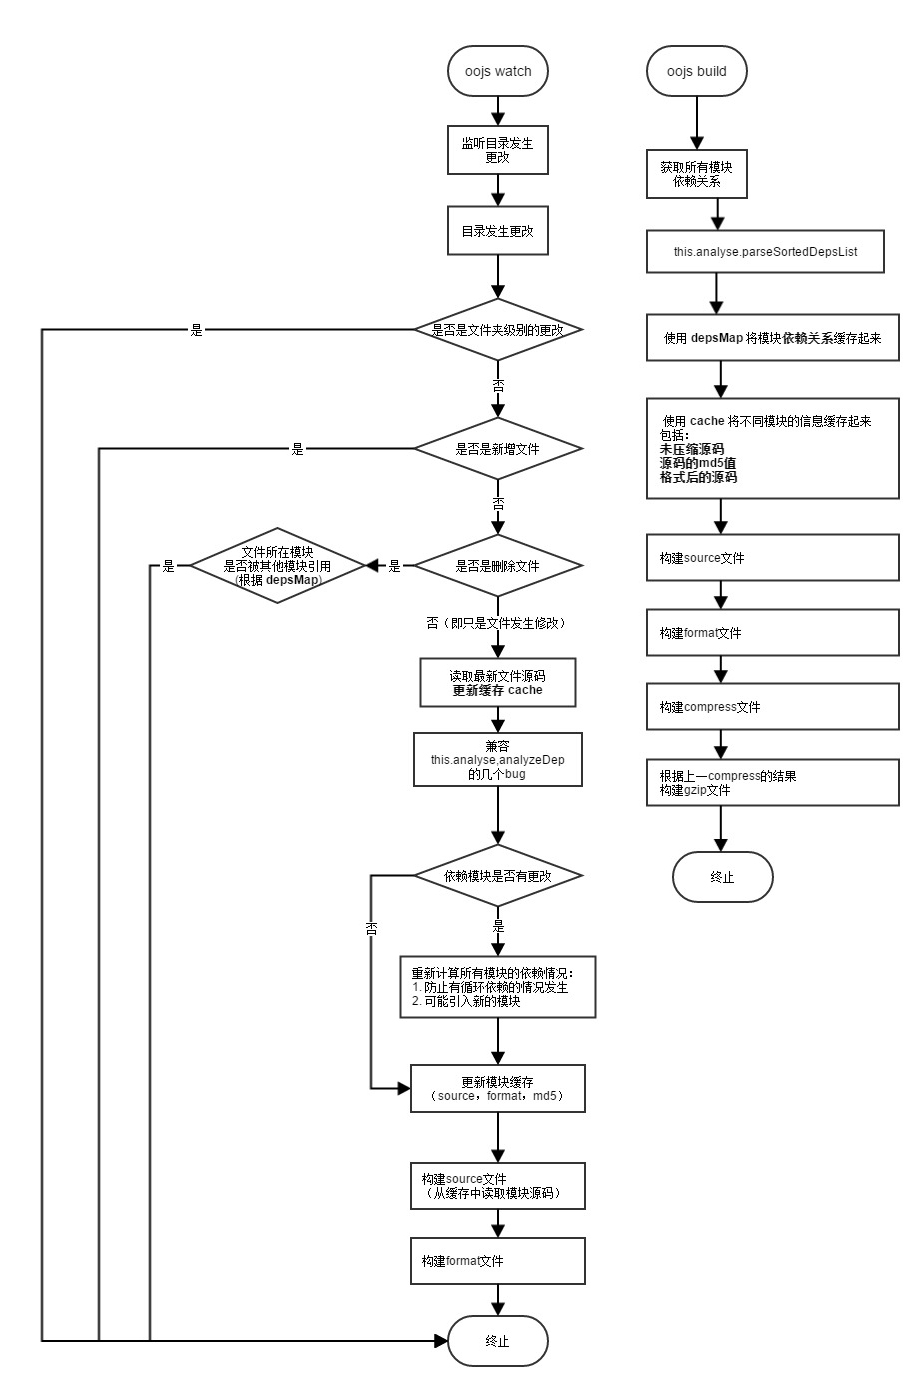 oojs watch
监听目录发生
更改
目录发生更改
是否是文件夹级别的更改
是
否
是否是新增文件
是
否
是否是删除文件
是
文件所在模块
是否被其他模块引用
(根据 depsMap)
是
否（即只是文件发生修改）
读取最新文件源码
更新缓存 cache
兼容
this.analyse,analyzeDep
的几个bug
依赖模块是否有更改
否
是
重新计算所有模块的依赖情况：
1. 防止有循环依赖的情况发生
2. 可能引入新的模块
更新模块缓存
（source，format，md5）
构建source文件
（从缓存中读取模块源码）
构建format文件
终止
oojs build
获取所有模块
依赖关系
this.analyse.parseSortedDepsList
使用 depsMap 将模块依赖关系缓存起来
使用 cache 将不同模块的信息缓存起来
包括：
未压缩源码
源码的md5值
格式后的源码
构建source文件
构建format文件
构建compress文件
根据上一compress的结果
构建gzip文件
终止